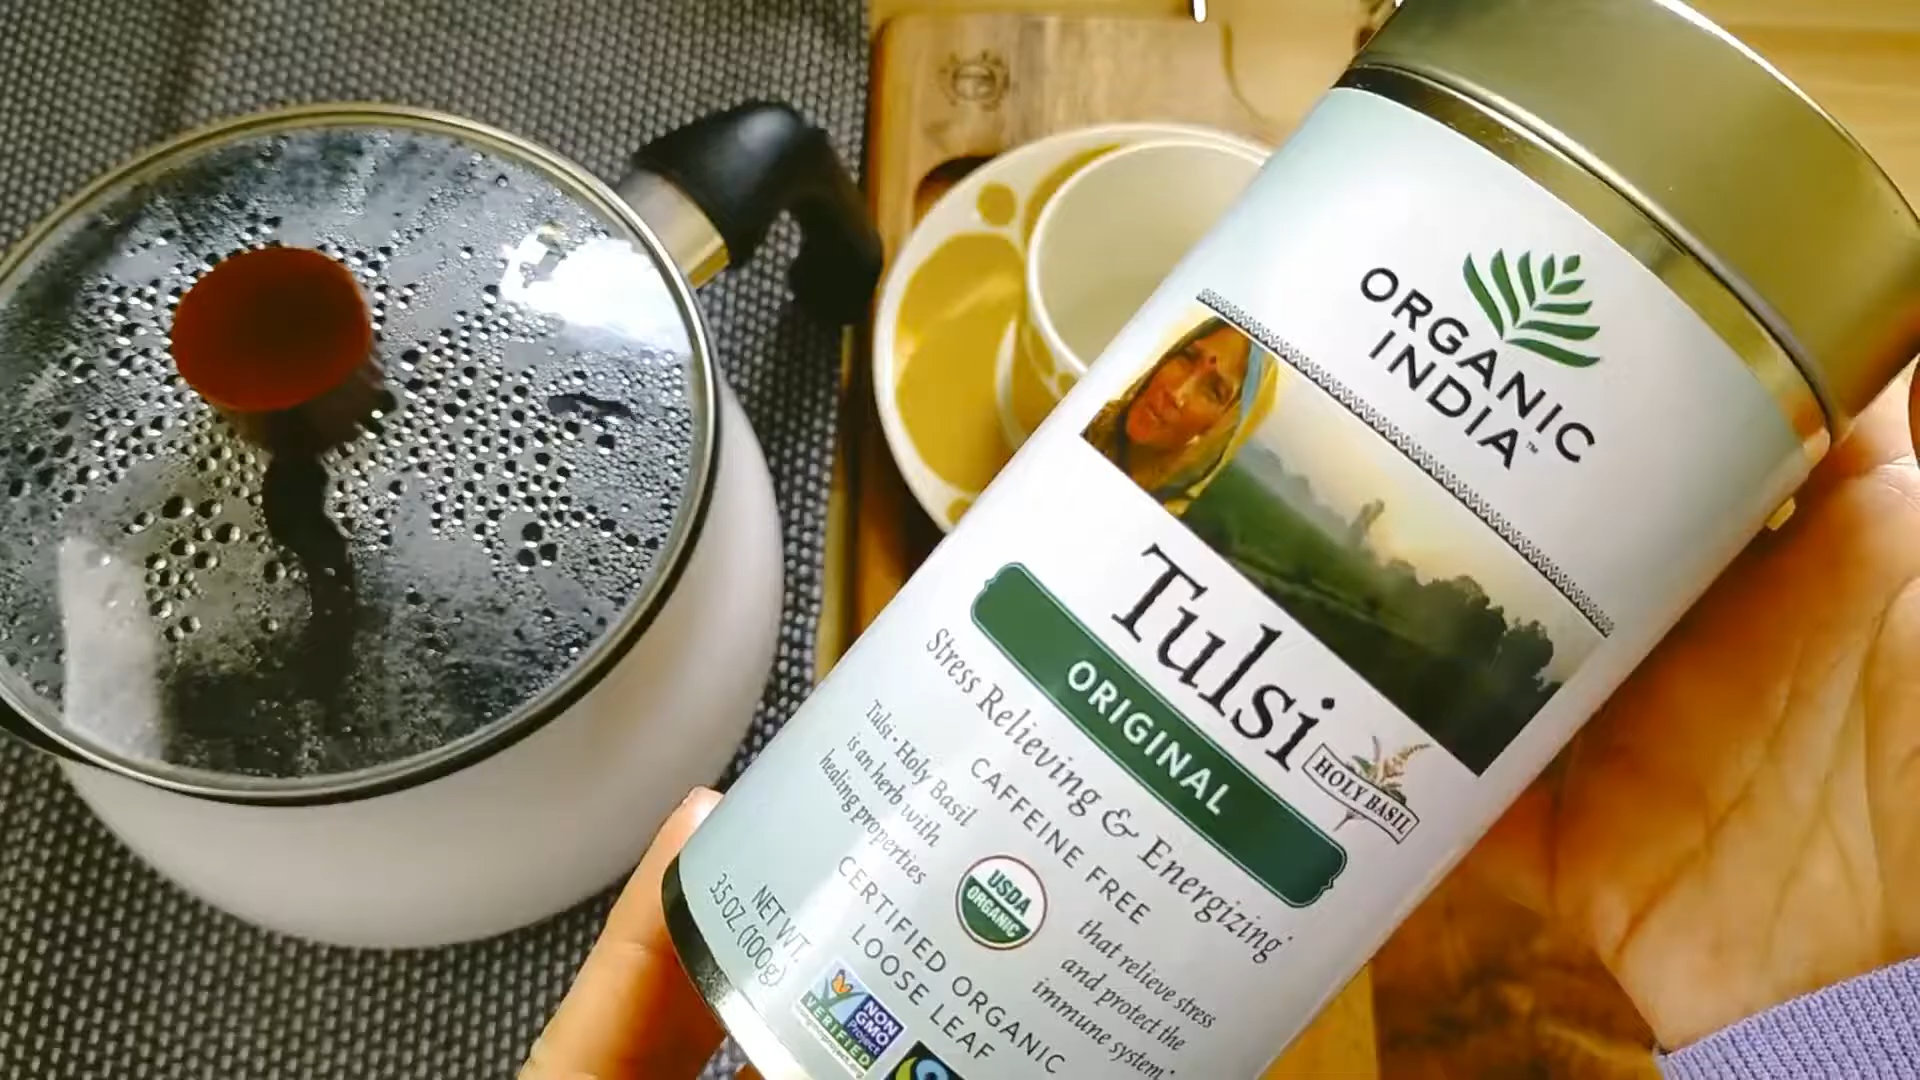 ORGANIC
INDIA™
Tulsi
HOLY BASIL
ORIGINAL
Stress Relieving & Energizing*
CAFFEINE FREE
Tulsi · Holy Basil
is an herb with
healing properties
USDA
ORGANIC
that relieve stress
and protect the
immune system*
CERTIFIED ORGANIC
LOOSE LEAF
NET WT.
3.5 OZ. (100g)
NON
GMO
Project
VERIFIED